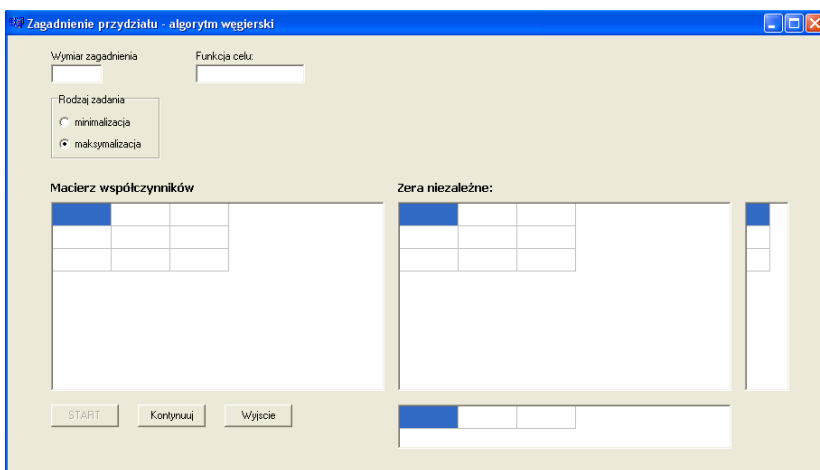 Zagadnienie przydziału - algorytm węgierski
Wymiar zagadnienia
Funkcja celu:
Rodzaj zadania
minimalizacja
maksymalizacja
Macierz współczynników
Zera niezależne:
START
Kontynuuj
Wyjscie